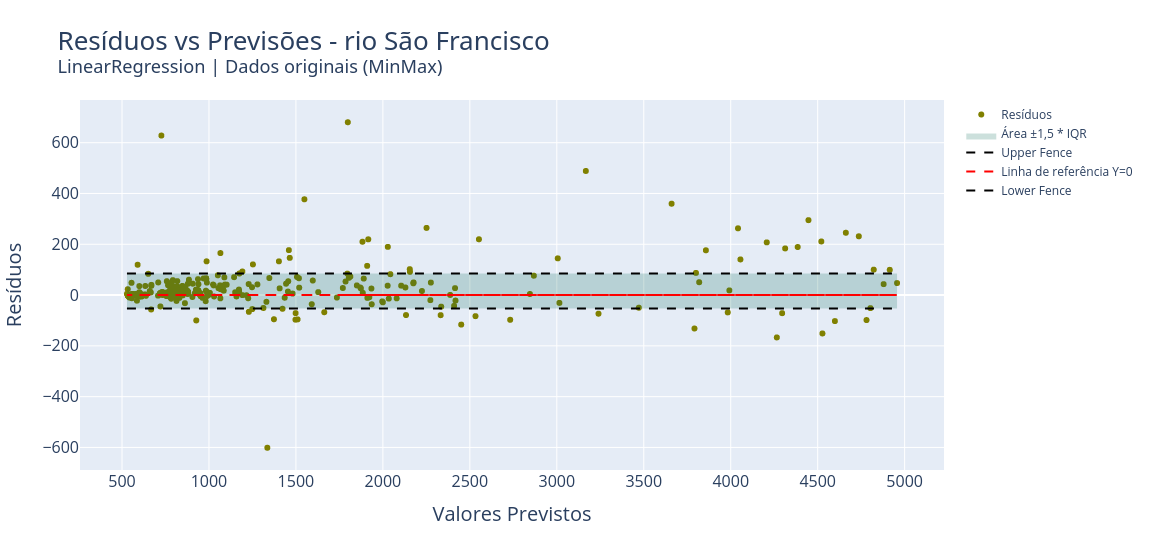 Resíduos vs Previsões - rio São Francisco
LinearRegression | Dados originais (MinMax)
Resíduos
Área ±1,5 * IQR
Upper Fence
Linha de referência Y=0
Lower Fence
Resíduos
600
400
200
0
−200
−400
−600
500 1000 1500 2000 2500 3000 3500 4000 4500 5000
Valores Previstos